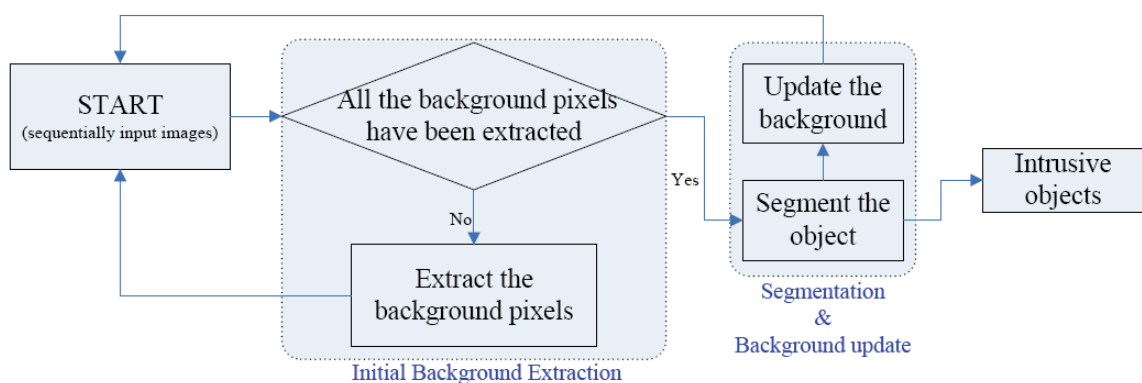 START
(sequentially input images)
All the background pixels
have been extracted
No
Extract the
background pixels
Initial Background Extraction
Yes
Update the
background
Segment the
object
Segmentation
&
Background update
Intrusive
objects